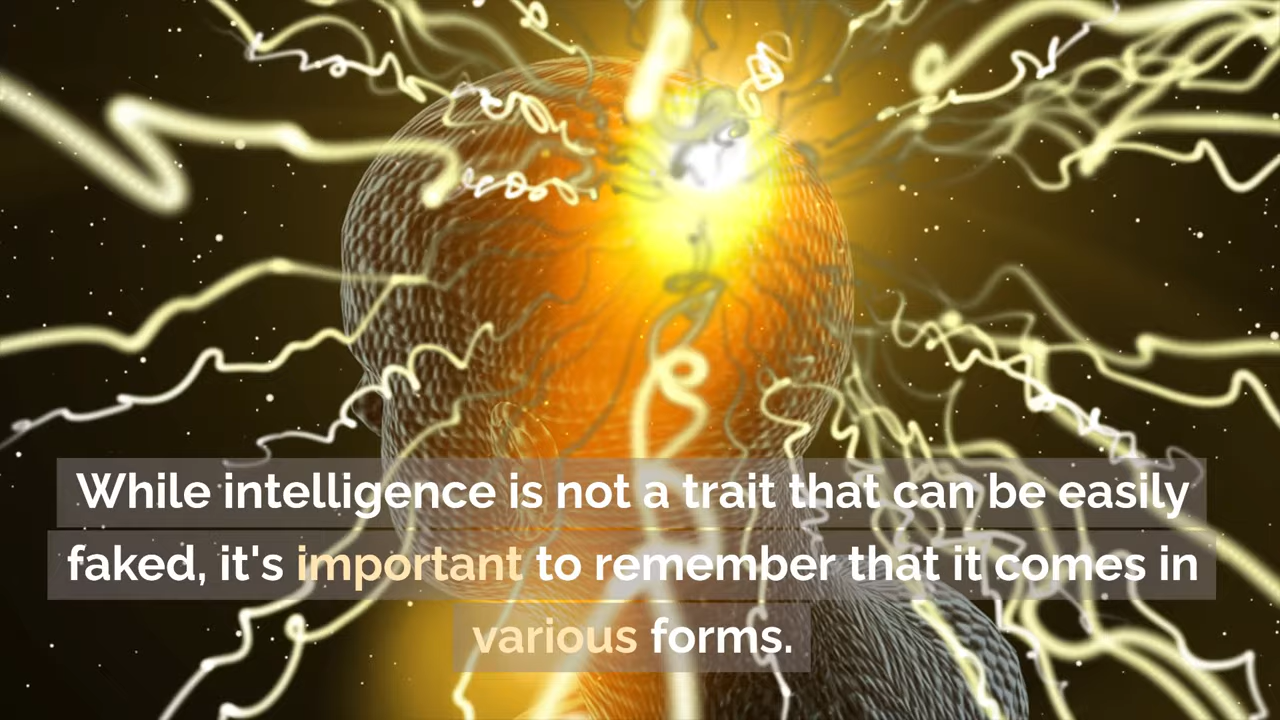 While intelligence is not a trait that can be easily
faked, it's important to remember that it comes in
various forms.